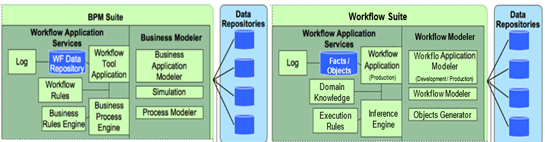 BPM Suite
Workflow Application
Services
Log
WF Data
Repository
Workflow
Tool
Application
Workflow
Rules
Business
Rules Engine
Business
Process
Engine
Business Modeler
Business
Application
Modeler
Simulation
Process Modeler
Data
Repositories
Workflow Suite
Workflow Application
Services
Log
Facts /
Objects
Workflow
Application
(Production)
Domain
Knowledge
Execution
Rules
Inference
Engine
Workflow Modeler
Workflo Application
Modeler
(Development / Production)
Workflow Modeler
Objects Generator
Data
Repositories